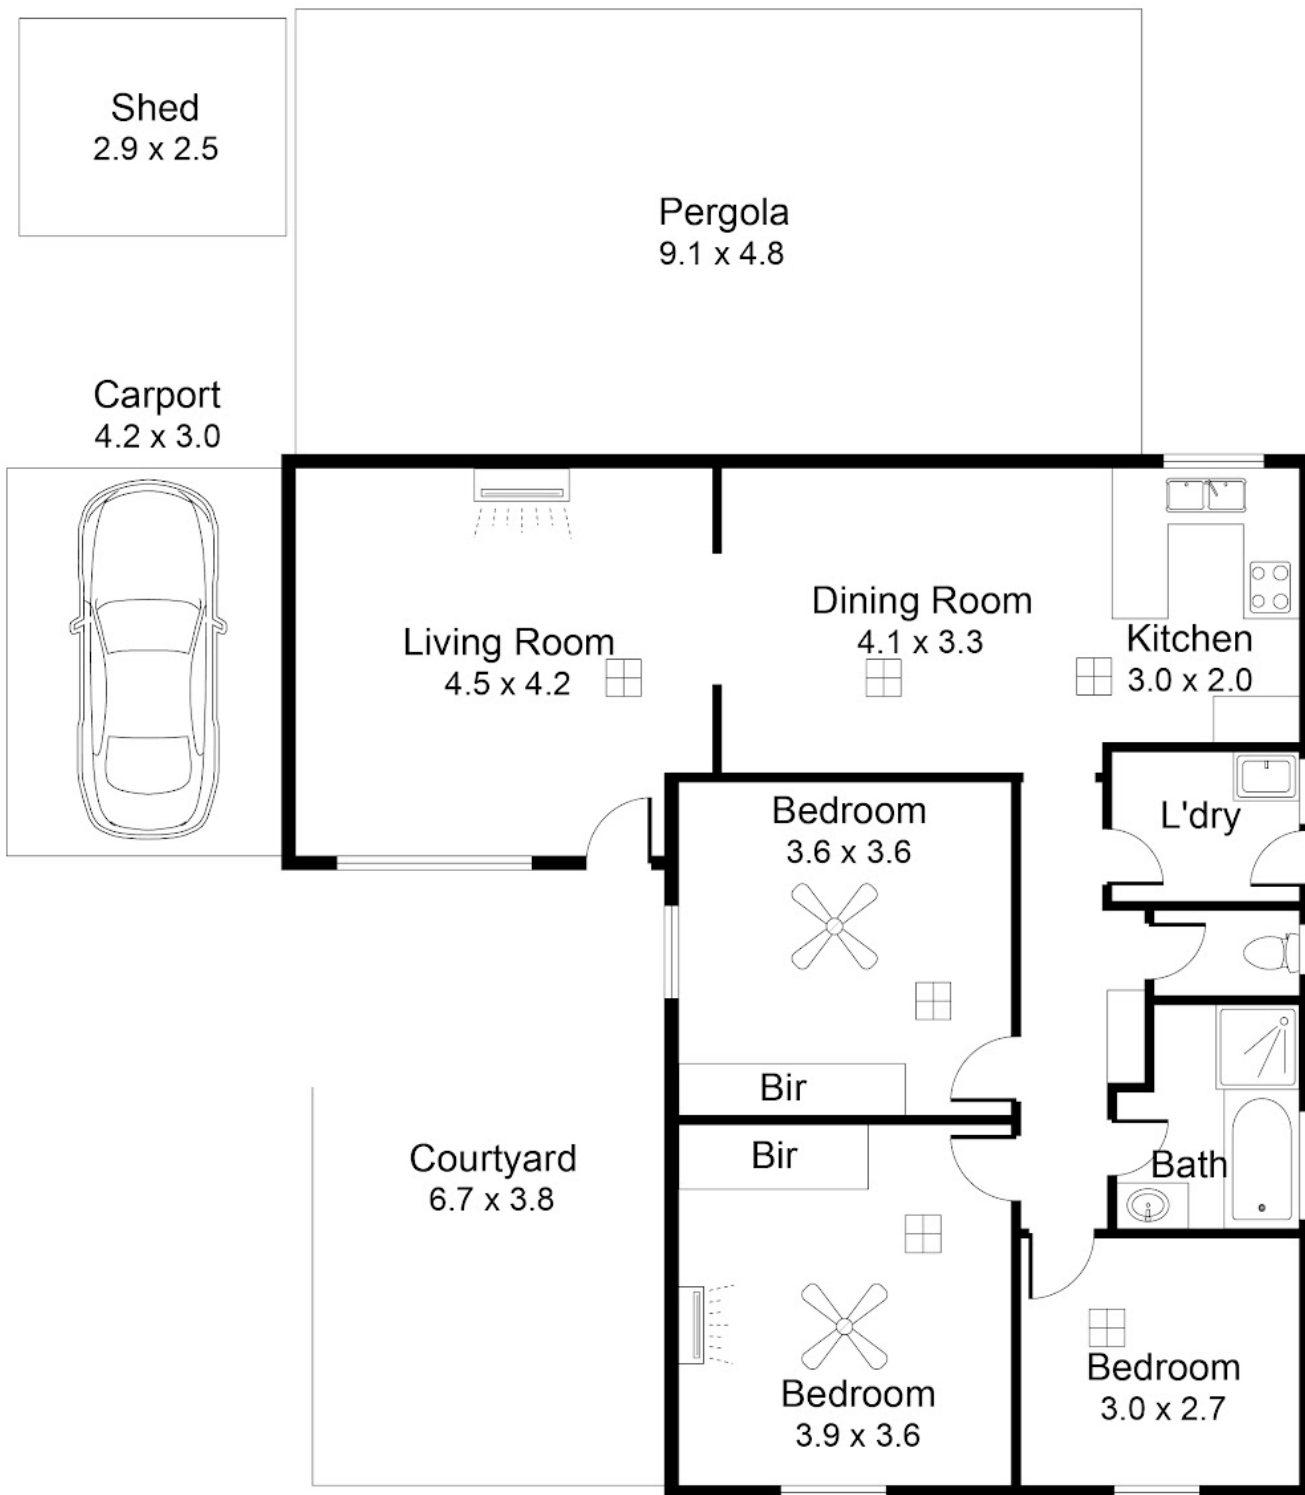 Shed
2.9 x 2.5
Pergola
9.1 x 4.8
Carport
4.2 x 3.0
Living Room
4.5 x 4.2
Dining Room
4.1 x 3.3
Kitchen
3.0 x 2.0
Bedroom
3.6 x 3.6
L'dry
Bir
Bir
Courtyard
6.7 x 3.8
Bath
Bedroom
3.9 x 3.6
Bedroom
3.0 x 2.7